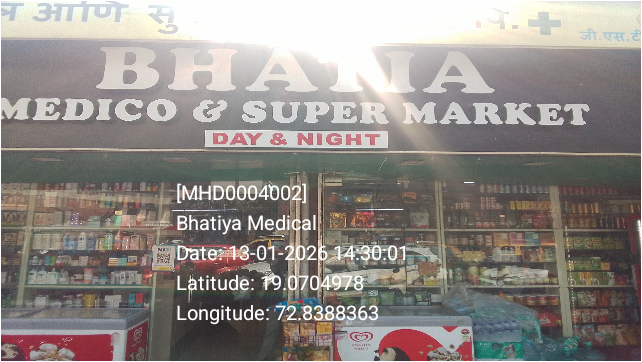 आणि सु
जी.एस.टी
BHATIA
MEDICO & SUPER MARKET
DAY & NIGHT
[MHD0004002]
Bhatiya Medical
Date: 13-01-2026 14:30:01
Latitude: 19.0704978
Longitude: 72.8388363